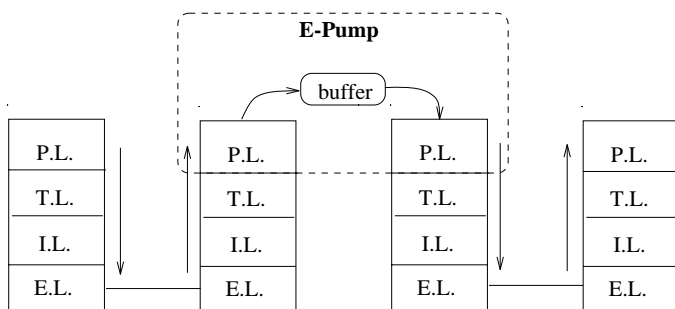 E-Pump
buffer
P.L. P.L. P.L. P.L.
T.L. T.L. T.L. T.L.
I.L. I.L. I.L. I.L.
E.L. E.L. E.L. E.L.